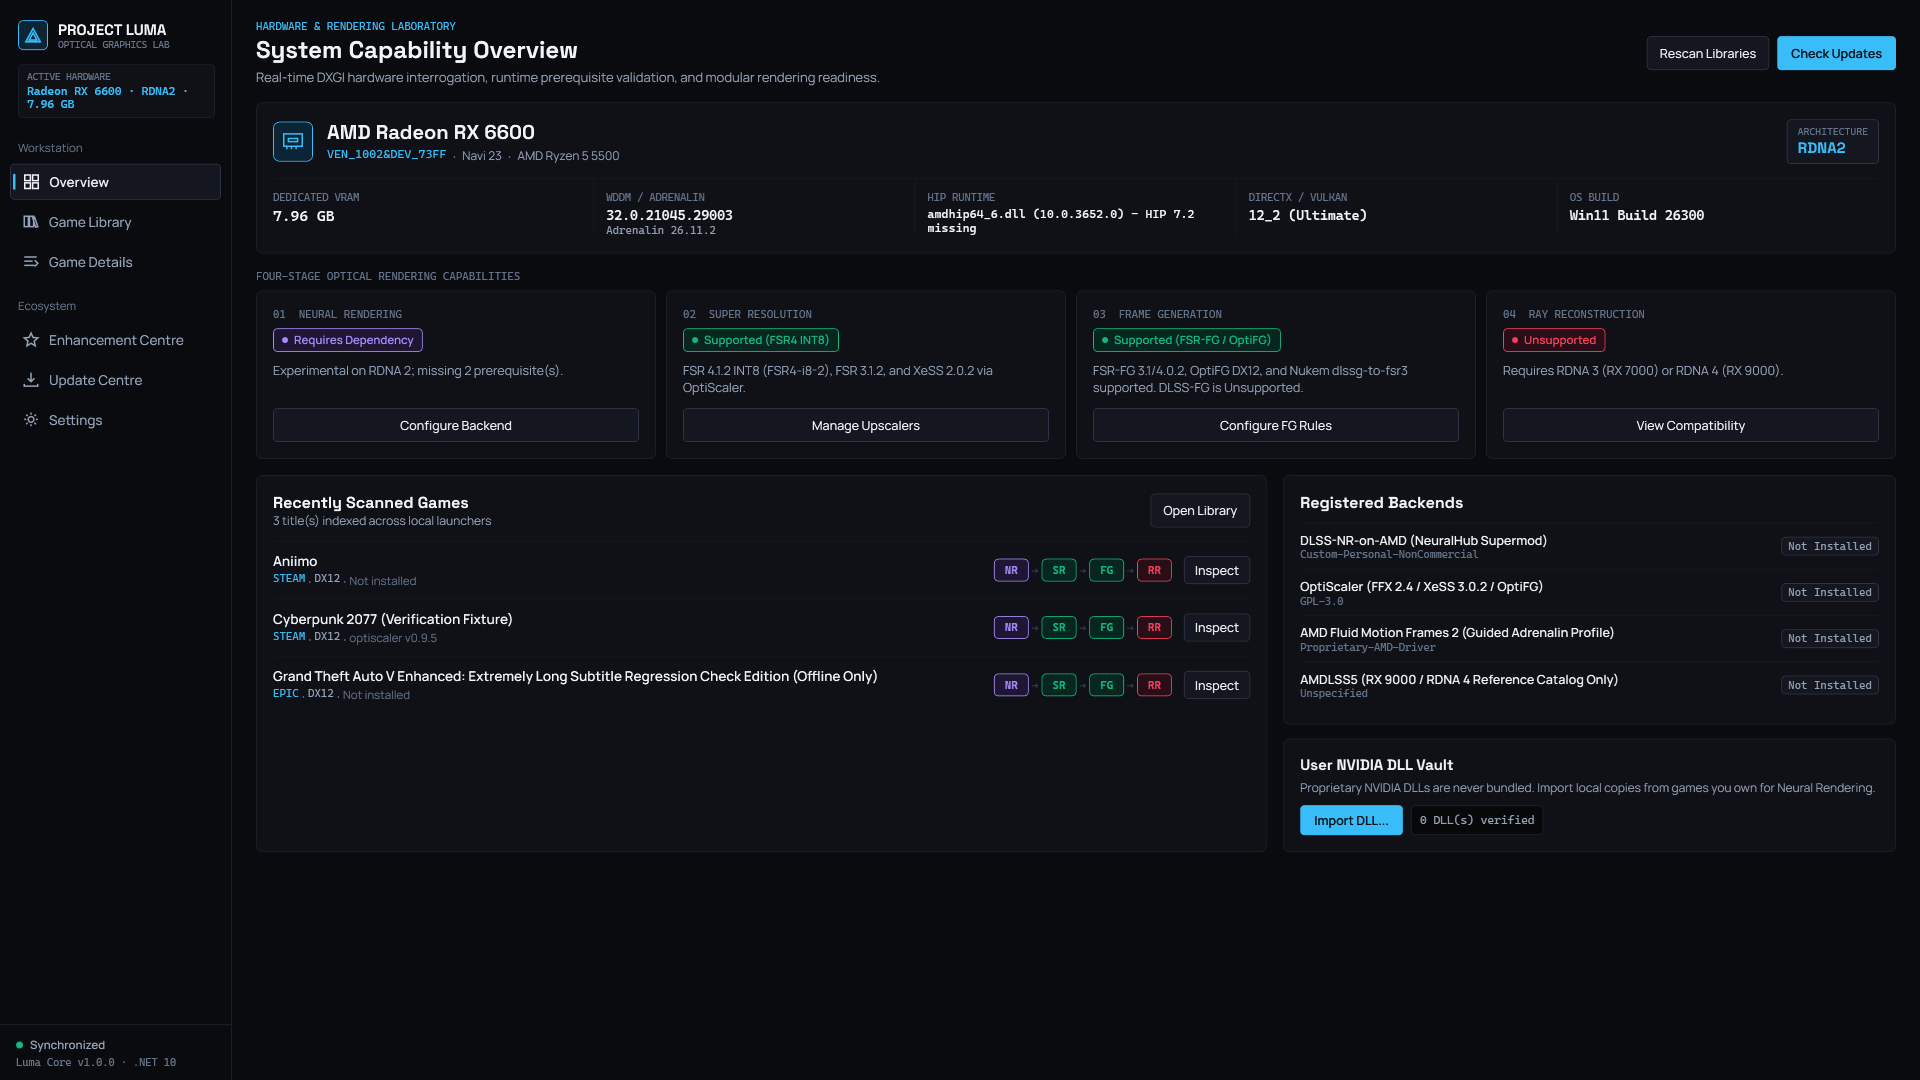 PROJECT LUMA
OPTICAL GRAPHICS LAB
ACTIVE HARDWARE
Radeon RX 6600 · RDNA2 ·
7.96 GB
Workstation
Overview
Game Library
Game Details
Ecosystem
Enhancement Centre
Update Centre
Settings
Synchronized
Luma Core v1.0.0 · .NET 10
HARDWARE & RENDERING LABORATORY
System Capability Overview
Real-time DXGI hardware interrogation, runtime prerequisite validation, and modular rendering readiness.
Rescan Libraries
Check Updates
AMD Radeon RX 6600
VEN_1002&DEV_73FF · Navi 23 · AMD Ryzen 5 5500
ARCHITECTURE
RDNA2
DEDICATED VRAM
7.96 GB
WDDM / ADRENALIN
32.0.21045.29003
Adrenalin 26.11.2
HIP RUNTIME
amdhip64_6.dll (10.0.3652.0) – HIP 7.2
missing
DIRECTX / VULKAN
12_2 (Ultimate)
OS BUILD
Win11 Build 26300
FOUR-STAGE OPTICAL RENDERING CAPABILITIES
01 NEURAL RENDERING
Requires Dependency
Experimental on RDNA 2; missing 2 prerequisite(s).
Configure Backend
02 SUPER RESOLUTION
Supported (FSR4 INT8)
FSR 4.1.2 INT8 (FSR4-i8-2), FSR 3.1.2, and XeSS 2.0.2 via
OptiScaler.
Manage Upscalers
03 FRAME GENERATION
Supported (FSR-FG / OptiFG)
FSR-FG 3.1/4.0.2, OptiFG DX12, and Nukem dlssg-to-fsr3
supported. DLSS-FG is Unsupported.
Configure FG Rules
04 RAY RECONSTRUCTION
Unsupported
Requires RDNA 3 (RX 7000) or RDNA 4 (RX 9000).
View Compatibility
Recently Scanned Games
3 title(s) indexed across local launchers
Open Library
Aniimo
STEAM . DX12 . Not installed
NR → SR → FG → RR Inspect
Cyberpunk 2077 (Verification Fixture)
STEAM . DX12 . optiscaler v0.9.5
NR → SR → FG → RR Inspect
Grand Theft Auto V Enhanced: Extremely Long Subtitle Regression Check Edition (Offline Only)
EPIC . DX12 . Not installed
NR → SR → FG → RR Inspect
Registered Backends
DLSS-NR-on-AMD (NeuralHub Supermod)
Custom-Personal-NonCommercial
Not Installed
OptiScaler (FFX 2.4 / XeSS 3.0.2 / OptiFG)
GPL-3.0
Not Installed
AMD Fluid Motion Frames 2 (Guided Adrenalin Profile)
Proprietary-AMD-Driver
Not Installed
AMDLSS5 (RX 9000 / RDNA 4 Reference Catalog Only)
Unspecified
Not Installed
User NVIDIA DLL Vault
Proprietary NVIDIA DLLs are never bundled. Import local copies from games you own for Neural Rendering.
Import DLL...
0 DLL(s) verified